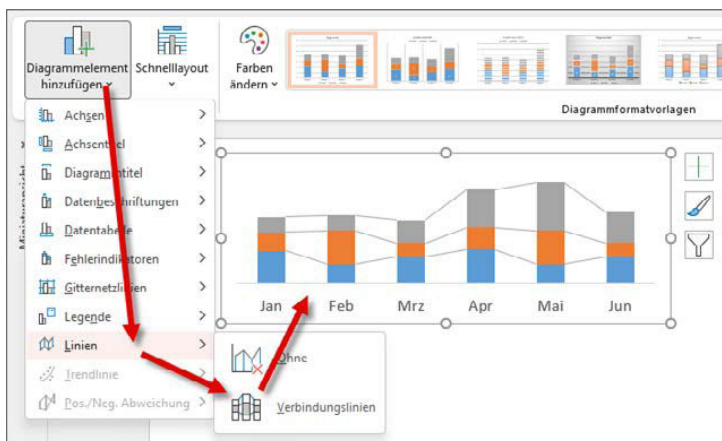 Diagrammelement hinzufügen
Schnelllayout
Farben ändern
Diagrammformatvorlagen
Achsen
Achsentitel
Diagrammtitel
Datenbeschriftungen
Datentabelle
Fehlerindikatoren
Gitternetzlinien
Legende
Linien
Trendlinie
Pos./Neg. Abweichung
Ohne
Verbindungslinien
Jan Feb Mrz Apr Mai Jun